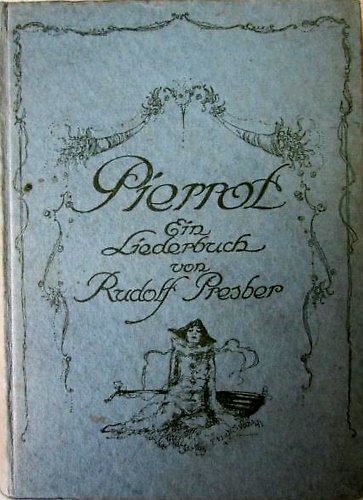 Pierrot
Ein
Liederbuch
von
Rudolf Presber